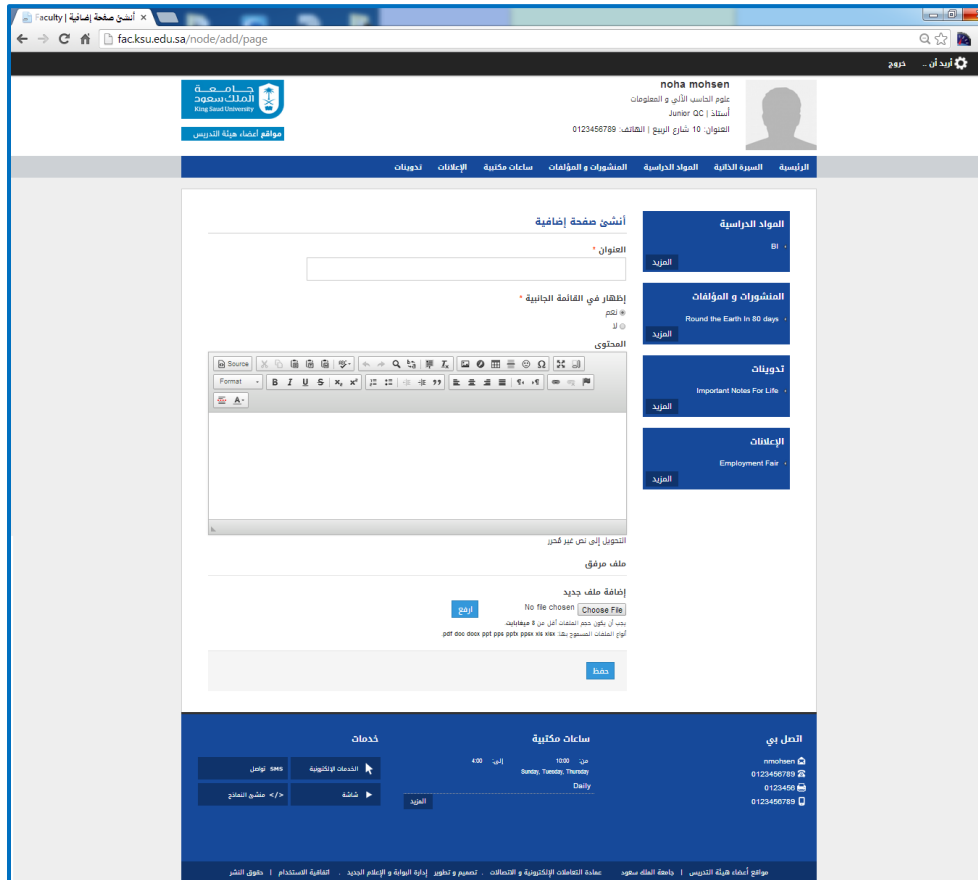 أنشئ صفحة إضافية | Faculty
fac.ksu.edu.sa/node/add/page
أريد أن .. خروج
جامعة
الملك سعود
King Saud University
مواقع أعضاء هيئة التدريس
noha mohsen
علوم الحاسب الآلي و المعلومات
أستاذ | Junior QC
العنوان: 10 شارع الربيع | الهاتف: 0123456789
الرئيسية السيرة الذاتية المواد الدراسية المنشورات و المؤلفات ساعات مكتبية الإعلانات تدوينات
المواد الدراسية
BI
المزيد
المنشورات و المؤلفات
Round the Earth In 80 days
المزيد
تدوينات
Important Notes For Life
المزيد
الإعلانات
Employment Fair
المزيد
أنشئ صفحة إضافية
العنوان *
إظهار في القائمة الجانبية *
نعم
لا
المحتوى
Source
Format
التحويل إلى نص غير مُحرر
ملف مرفق
إضافة ملف جديد
Choose File No file chosen
ارفع
يجب أن يكون حجم الملفات أقل من 8 ميغابايت.
أنواع الملفات المسموح بها: pdf doc docx ppt pps pptx ppsx xls xlsx.
حفظ
اتصل بي
nmohsen
0123456789
0123456
0123456789
ساعات مكتبية
من: 10:00 إلى: 4:00
Sunday, Tuesday, Thursday
Daily
المزيد
خدمات
الخدمات الإلكترونية
SMS تواصل
شاشة
</> منشئ النماذج
مواقع أعضاء هيئة التدريس | جامعة الملك سعود عمادة التعاملات الإلكترونية و الاتصالات . تصميم و تطوير إدارة البوابة و الإعلام الجديد . اتفاقية الاستخدام | حقوق النشر